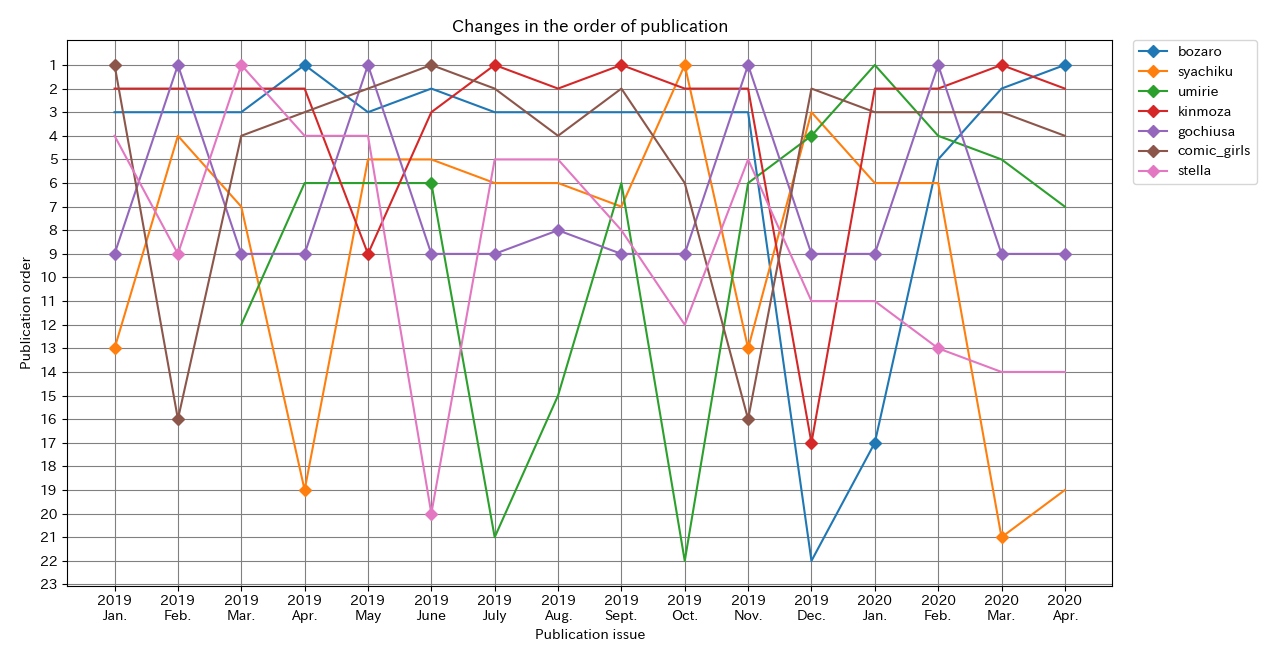 Changes in the order of publication
Publication order
1
2
3
4
5
6
7
8
9
10
11
12
13
14
15
16
17
18
19
20
21
22
23
2019 2019 2019 2019 2019 2019 2019 2019 2019 2019 2019 2019 2020 2020 2020 2020
Jan. Feb. Mar. Apr. May June July Aug. Sept. Oct. Nov. Dec. Jan. Feb. Mar. Apr.
Publication issue
bozaro
syachiku
umirie
kinmoza
gochiusa
comic_girls
stella